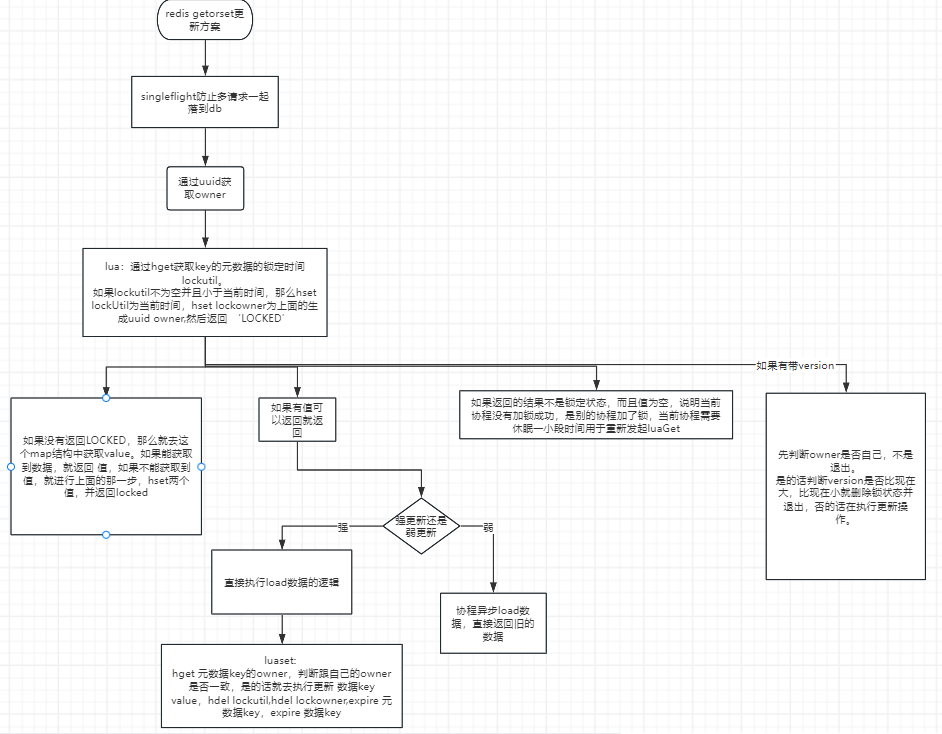 redis getorset更
新方案
singleflight防止多请求一起
落到db
通过uuid获
取owner
lua：通过hget获取key的元数据的锁定时间
lockutil。
如果lockutil不为空并且小于当前时间，那么hset
lockUtil为当前时间，hset lockowner为上面的生
成uuid owner,然后返回 ‘LOCKED’
如果有带version
如果没有返回LOCKED，那么就去这
个map结构中获取value。如果能获取
到数据，就返回 值，如果不能获取到
值，就进行上面的那一步，hset两个
值，并返回locked
如果有值可
以返回就返
回
如果返回的结果不是锁定状态，而且值为空，说明当前
协程没有加锁成功，是别的协程加了锁，当前协程需要
休眠一小段时间用于重新发起luaGet
先判断owner是否自己，不是
退出。
是的话判断version是否比现在
大，比现在小就删除锁状态并
退出，否的话在执行更新操
作。
强更新还是
弱更新
强
弱
直接执行load数据的逻辑
协程异步load数
据，直接返回旧的
数据
luaset:
hget 元数据key的owner，判断跟自己的owner
是否一致，是的话就去执行更新 数据key
value，hdel lockutil,hdel lockowner,expire 元
数据key，expire 数据key